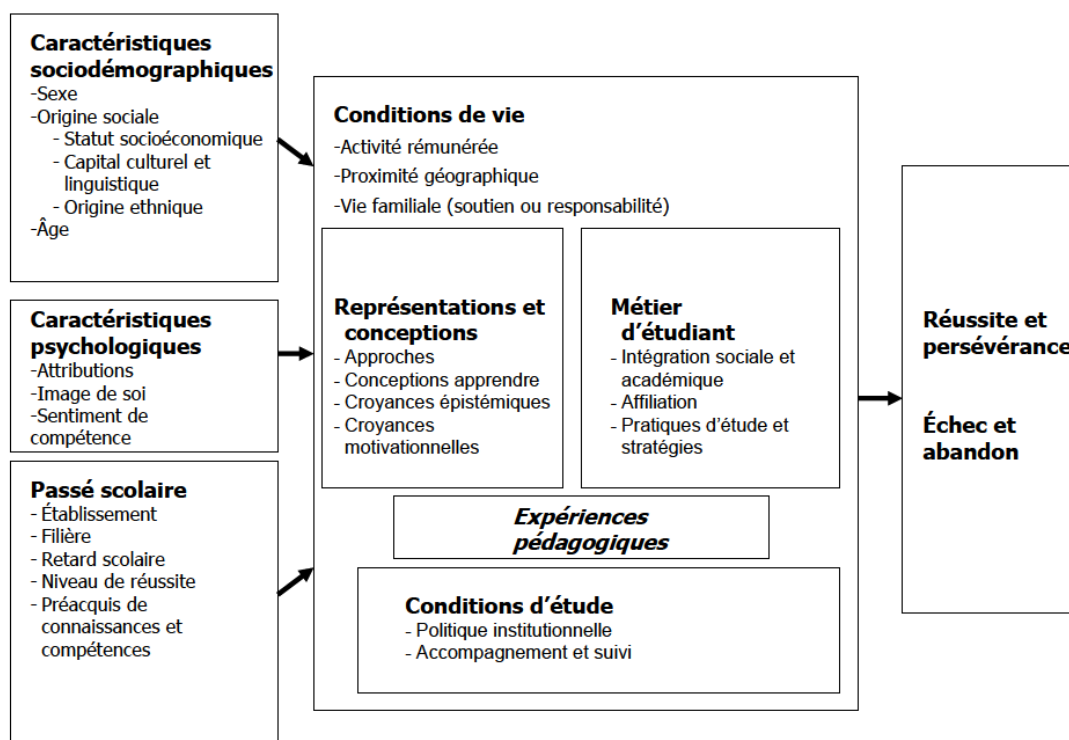 Caractéristiques
sociodémographiques
-Sexe
-Origine sociale
- Statut socioéconomique
- Capital culturel et
linguistique
- Origine ethnique
-Âge
Caractéristiques
psychologiques
-Attributions
-Image de soi
-Sentiment de
compétence
Passé scolaire
- Établissement
- Filière
- Retard scolaire
- Niveau de réussite
- Préacquis de
connaissances et
compétences
Conditions de vie
-Activité rémunérée
-Proximité géographique
-Vie familiale (soutien ou responsabilité)
Représentations et
conceptions
- Approches
- Conceptions apprendre
- Croyances épistémiques
- Croyances
motivationnelles
Métier
d'étudiant
- Intégration sociale et
académique
- Affiliation
- Pratiques d'étude et
stratégies
Expériences
pédagogiques
Conditions d'étude
- Politique institutionnelle
- Accompagnement et suivi
Réussite et
persévérance
Échec et
abandon